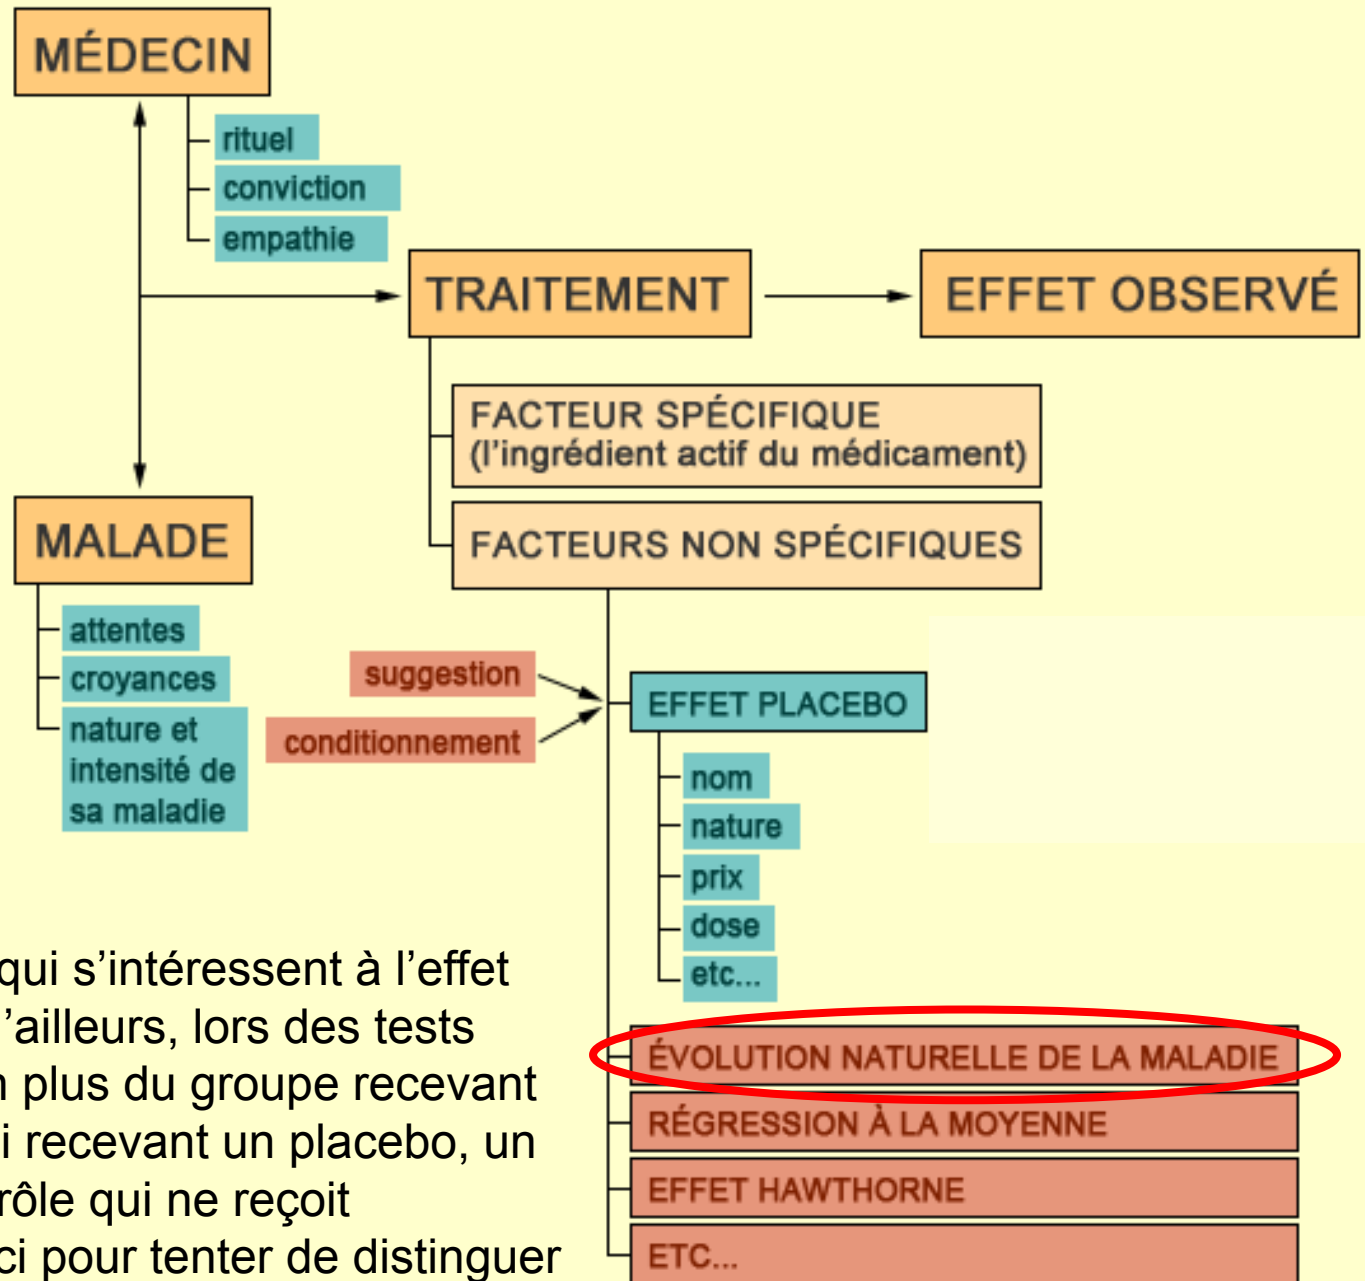 MÉDECIN
rituel
conviction
empathie
TRAITEMENT
EFFET OBSERVÉ
FACTEUR SPÉCIFIQUE
(l'ingrédient actif du médicament)
FACTEURS NON SPÉCIFIQUES
MALADE
attentes
croyances
nature et
intensité de
sa maladie
suggestion
conditionnement
EFFET PLACEBO
nom
nature
prix
dose
etc...
ÉVOLUTION NATURELLE DE LA MALADIE
RÉGRESSION À LA MOYENNE
EFFET HAWTHORNE
ETC...
qui s’intéressent à l’effet
’ailleurs, lors des tests
n plus du groupe recevant
i recevant un placebo, un
rôle qui ne reçoit
ci pour tenter de distinguer